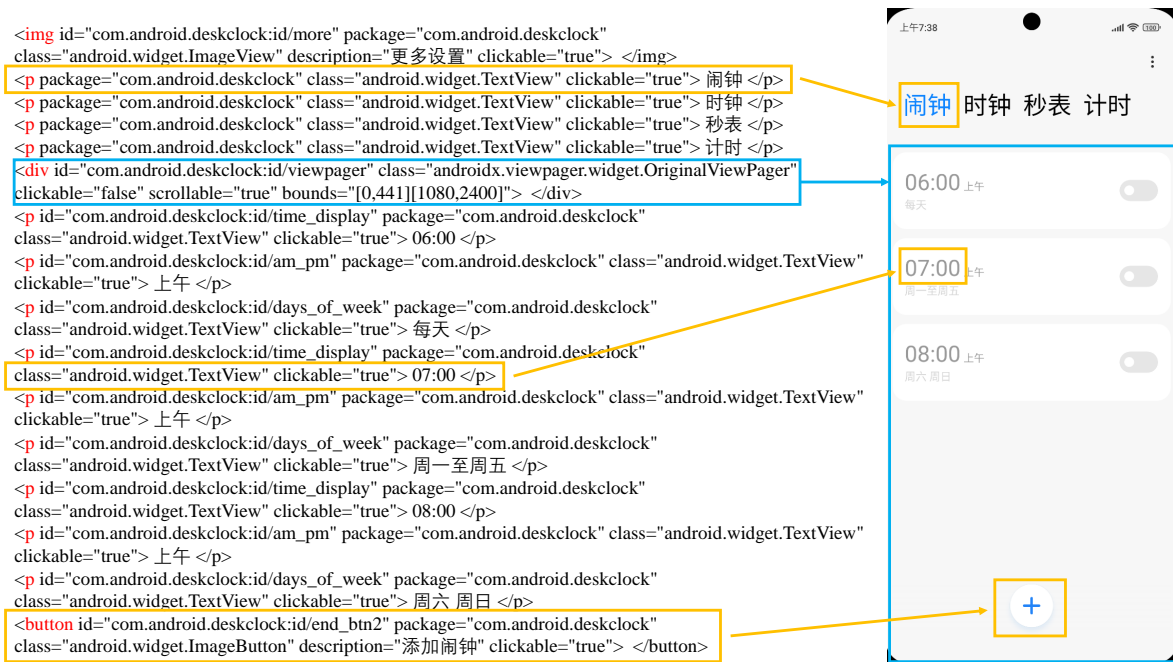 <img id="com.android.deskclock:id/more" package="com.android.deskclock"
class="android.widget.ImageView" description="更多设置" clickable="true"> </img>
<p package="com.android.deskclock" class="android.widget.TextView" clickable="true"> 闹钟 </p>
<p package="com.android.deskclock" class="android.widget.TextView" clickable="true"> 时钟 </p>
<p package="com.android.deskclock" class="android.widget.TextView" clickable="true"> 秒表 </p>
<p package="com.android.deskclock" class="android.widget.TextView" clickable="true"> 计时 </p>
<div id="com.android.deskclock:id/viewpager" class="androidx.viewpager.widget.OriginalViewPager"
clickable="false" scrollable="true" bounds="[0,441][1080,2400]"> </div>
<p id="com.android.deskclock:id/time_display" package="com.android.deskclock"
class="android.widget.TextView" clickable="true"> 06:00 </p>
<p id="com.android.deskclock:id/am_pm" package="com.android.deskclock" class="android.widget.TextView"
clickable="true"> 上午 </p>
<p id="com.android.deskclock:id/days_of_week" package="com.android.deskclock"
class="android.widget.TextView" clickable="true"> 每天 </p>
<p id="com.android.deskclock:id/time_display" package="com.android.deskclock"
class="android.widget.TextView" clickable="true"> 07:00 </p>
<p id="com.android.deskclock:id/am_pm" package="com.android.deskclock" class="android.widget.TextView"
clickable="true"> 上午 </p>
<p id="com.android.deskclock:id/days_of_week" package="com.android.deskclock"
class="android.widget.TextView" clickable="true"> 周一至周五 </p>
<p id="com.android.deskclock:id/time_display" package="com.android.deskclock"
class="android.widget.TextView" clickable="true"> 08:00 </p>
<p id="com.android.deskclock:id/am_pm" package="com.android.deskclock" class="android.widget.TextView"
clickable="true"> 上午 </p>
<p id="com.android.deskclock:id/days_of_week" package="com.android.deskclock"
class="android.widget.TextView" clickable="true"> 周六 周日 </p>
<button id="com.android.deskclock:id/end_btn2" package="com.android.deskclock"
class="android.widget.ImageButton" description="添加闹钟" clickable="true"> </button>
上午7:38 100
闹钟 时钟 秒表 计时
06:00 上午
每天
07:00 上午
周一至周五
08:00 上午
周六 周日